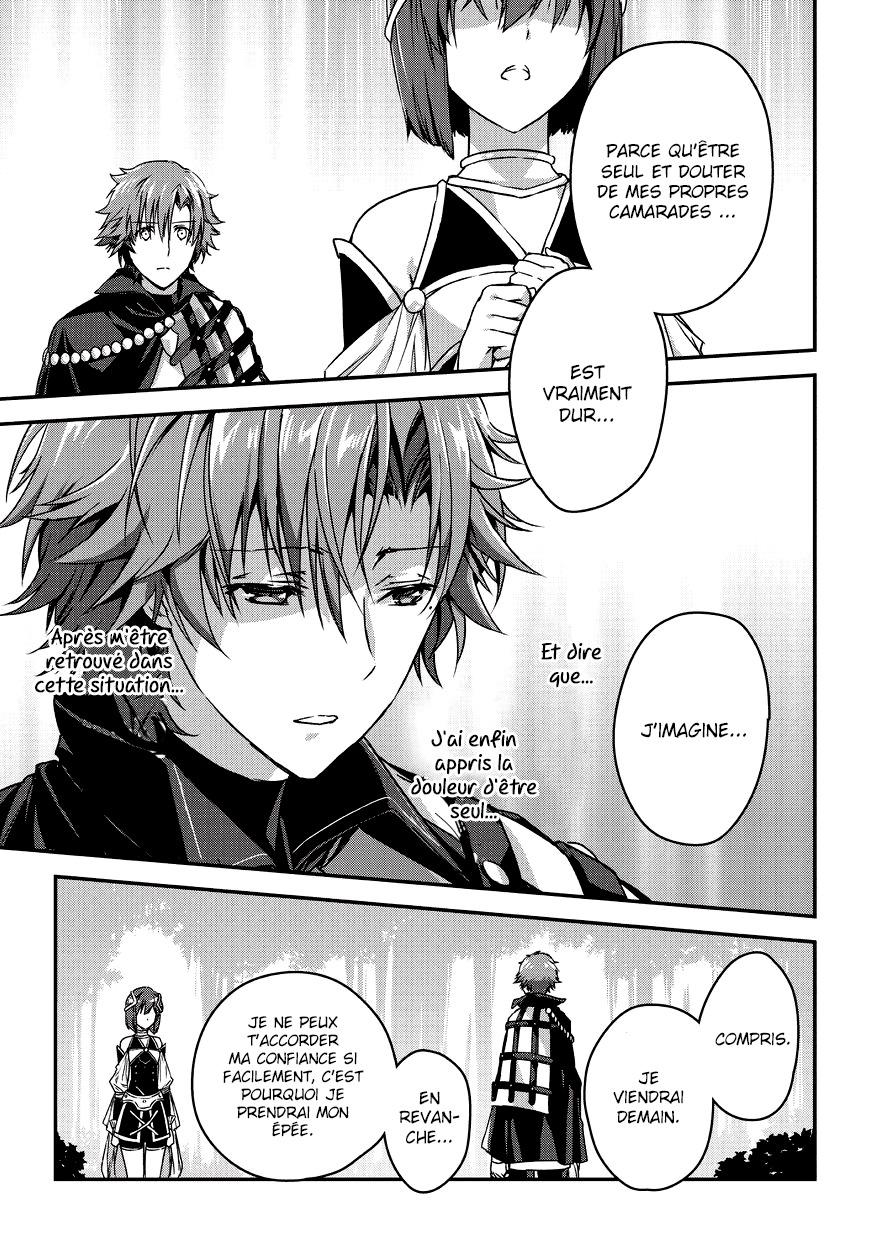 PARCE QU'ÊTRE
SEUL ET DOUTER
DE MES PROPRES
CAMARADES ...
EST
VRAIMENT
DUR...
J'IMAGINE...
Et dire
que...
J'ai enfin
appris la
douleur d'être
seul...
Après m'être
retrouvé dans
cette situation...
COMPRIS.
JE
VIENDRAI
DEMAIN.
EN
REVAN-
CHE...
JE NE PEUX
T'ACCORDER
MA CONFIANCE SI
FACILEMENT, C'EST
POURQUOI JE
PRENDRAI MON
ÉPÉE.